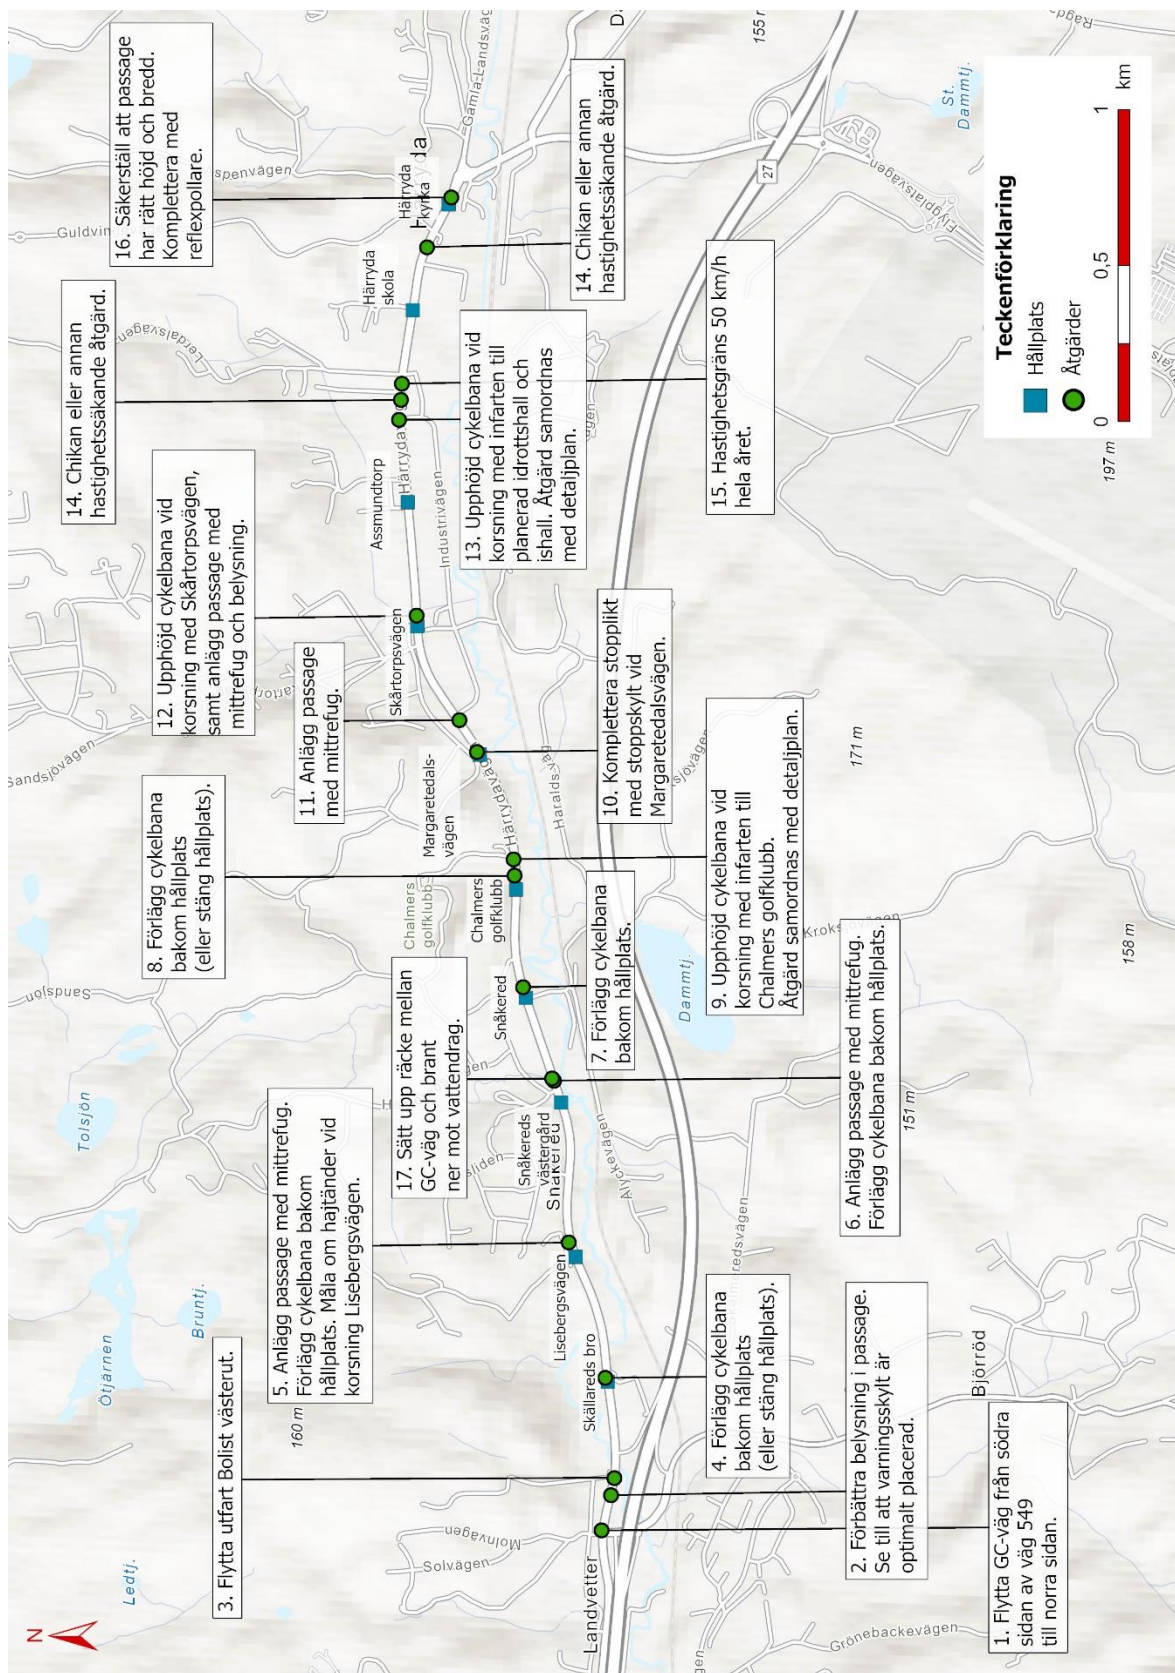 N
Ledtj.
Ötjärnen
Bruntj.
Tolsjön
160 m
Sandsjön
Sandsjövägen
3. Flytta utfart Bolist västerut.
5. Anlägg passage med mittrefug.
Förlägg cykelbana bakom
hållplats. Måla om hajtänder vid
korsning Lisebergsvägen.
17. Sätt upp räcke mellan
GC-väg och brant
ner mot vattendrag.
8. Förlägg cykelbana
bakom hållplats
(eller stäng hållplats).
11. Anlägg passage
med mittrefug.
12. Upphöjd cykelbana vid
korsning med Skårtorpsvägen,
samt anlägg passage med
mittrefug och belysning.
14. Chikan eller annan
hastighetssäkande åtgärd.
16. Säkerställ att passage
har rätt höjd och bredd.
Komplettera med
reflexpollare.
Solvägen
Molnvägen
Landvetter
Skällareds bro
Lisebergsvägen
Snåkereds
västergård
Snåkered
Chalmers
golfklubb
Chalmers
golfklubb
Margaretedals-
vägen
Skårtorpsvägen
Assmundtorp
Härryda
skola
Härryda
kyrka
Lerdalsvägen
Gamla Landsvägen
Industrivägen
Haralds väg
Älyckevägen
1. Flytta GC-väg från södra
sidan av väg 549
till norra sidan.
2. Förbättra belysning i passage.
Se till att varningsskylt är
optimalt placerad.
4. Förlägg cykelbana
bakom hållplats
(eller stäng hållplats).
6. Anlägg passage med mittrefug.
Förlägg cykelbana bakom hållplats.
7. Förlägg cykelbana
bakom hållplats.
9. Upphöjd cykelbana vid
korsning med infarten till
Chalmers golfklubb.
Åtgärd samordnas med detaljplan.
10. Komplettera stopplikt
med stoppskylt vid
Margaretedalsvägen.
13. Upphöjd cykelbana vid
korsning med infarten till
planerad idrottshall och
ishall. Åtgärd samordnas
med detaljplan.
15. Hastighetsgräns 50 km/h
hela året.
14. Chikan eller annan
hastighetssäkande åtgärd.
Grönebackevägen
Björröd
151 m
Dammtj.
158 m
171 m
197 m
27
Flygplatsvägen
St.
Dammtj.
Teckenförklaring
Hållplats
Åtgärder
0
0,5
1
km